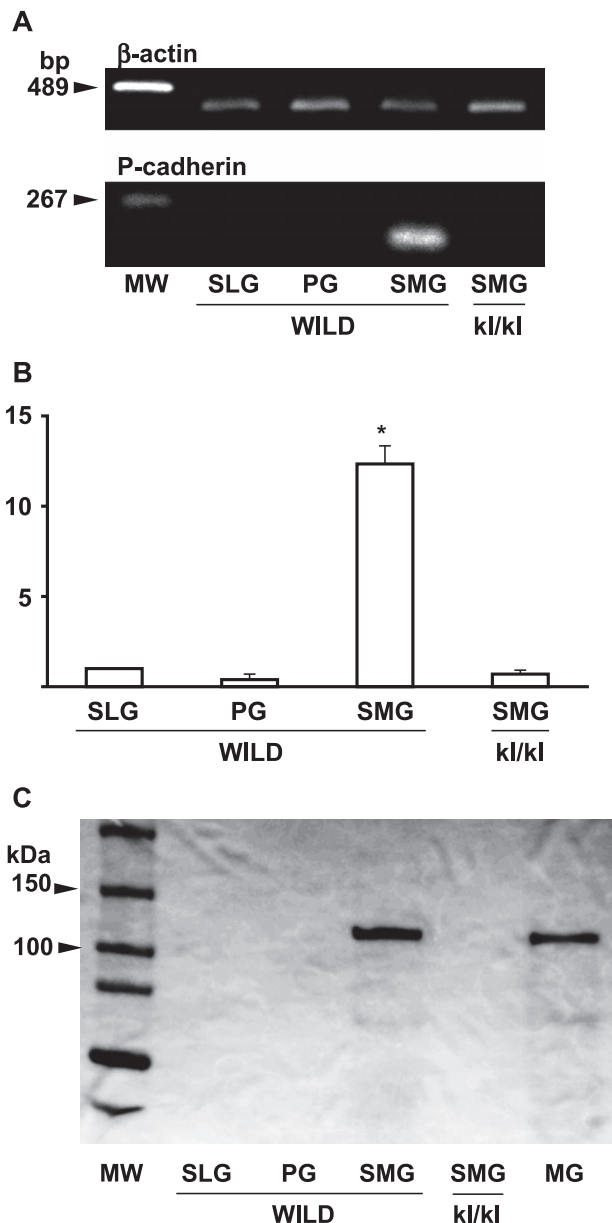 A
bp β-actin
489
P-cadherin
267
MW SLG PG SMG SMG
WILD kl/kl
B
15
*
10
5
SLG PG SMG SMG
WILD kl/kl
C
kDa
150
100
MW SLG PG SMG SMG MG
WILD kl/kl